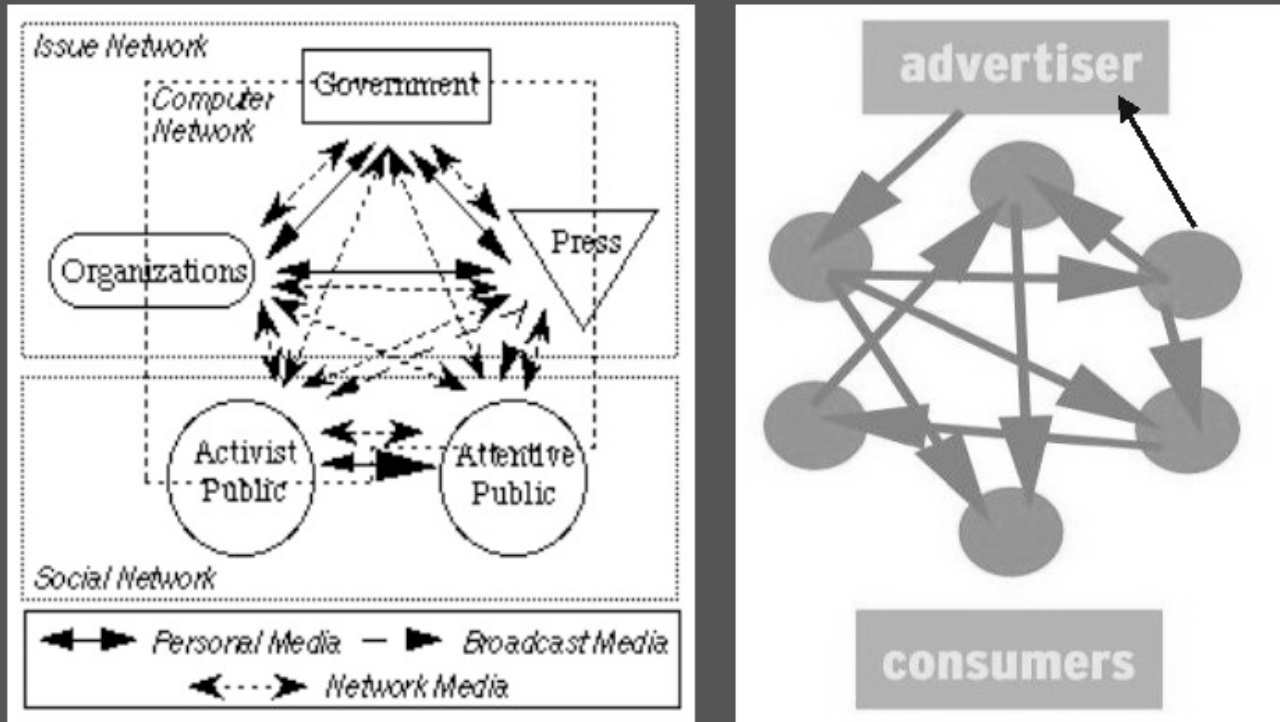 Issue Network
Government
Computer
Network
Press
Organizations
Activist
Public
Attentive
Public
Social Network
Personal Media
Broadcast Media
Network Media
advertiser
consumers